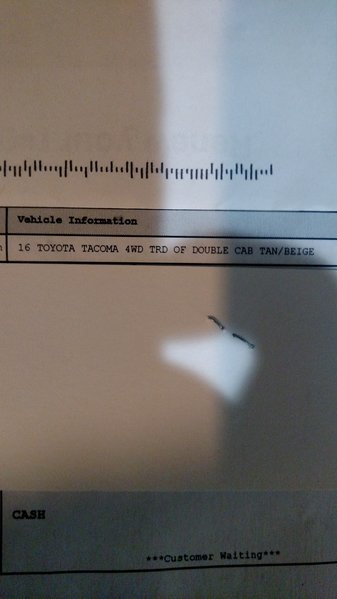 Vehicle Information
16 TOYOTA TACOMA 4WD TRD OF DOUBLE CAB TAN/BEIGE
CASH
***Customer Waiting***